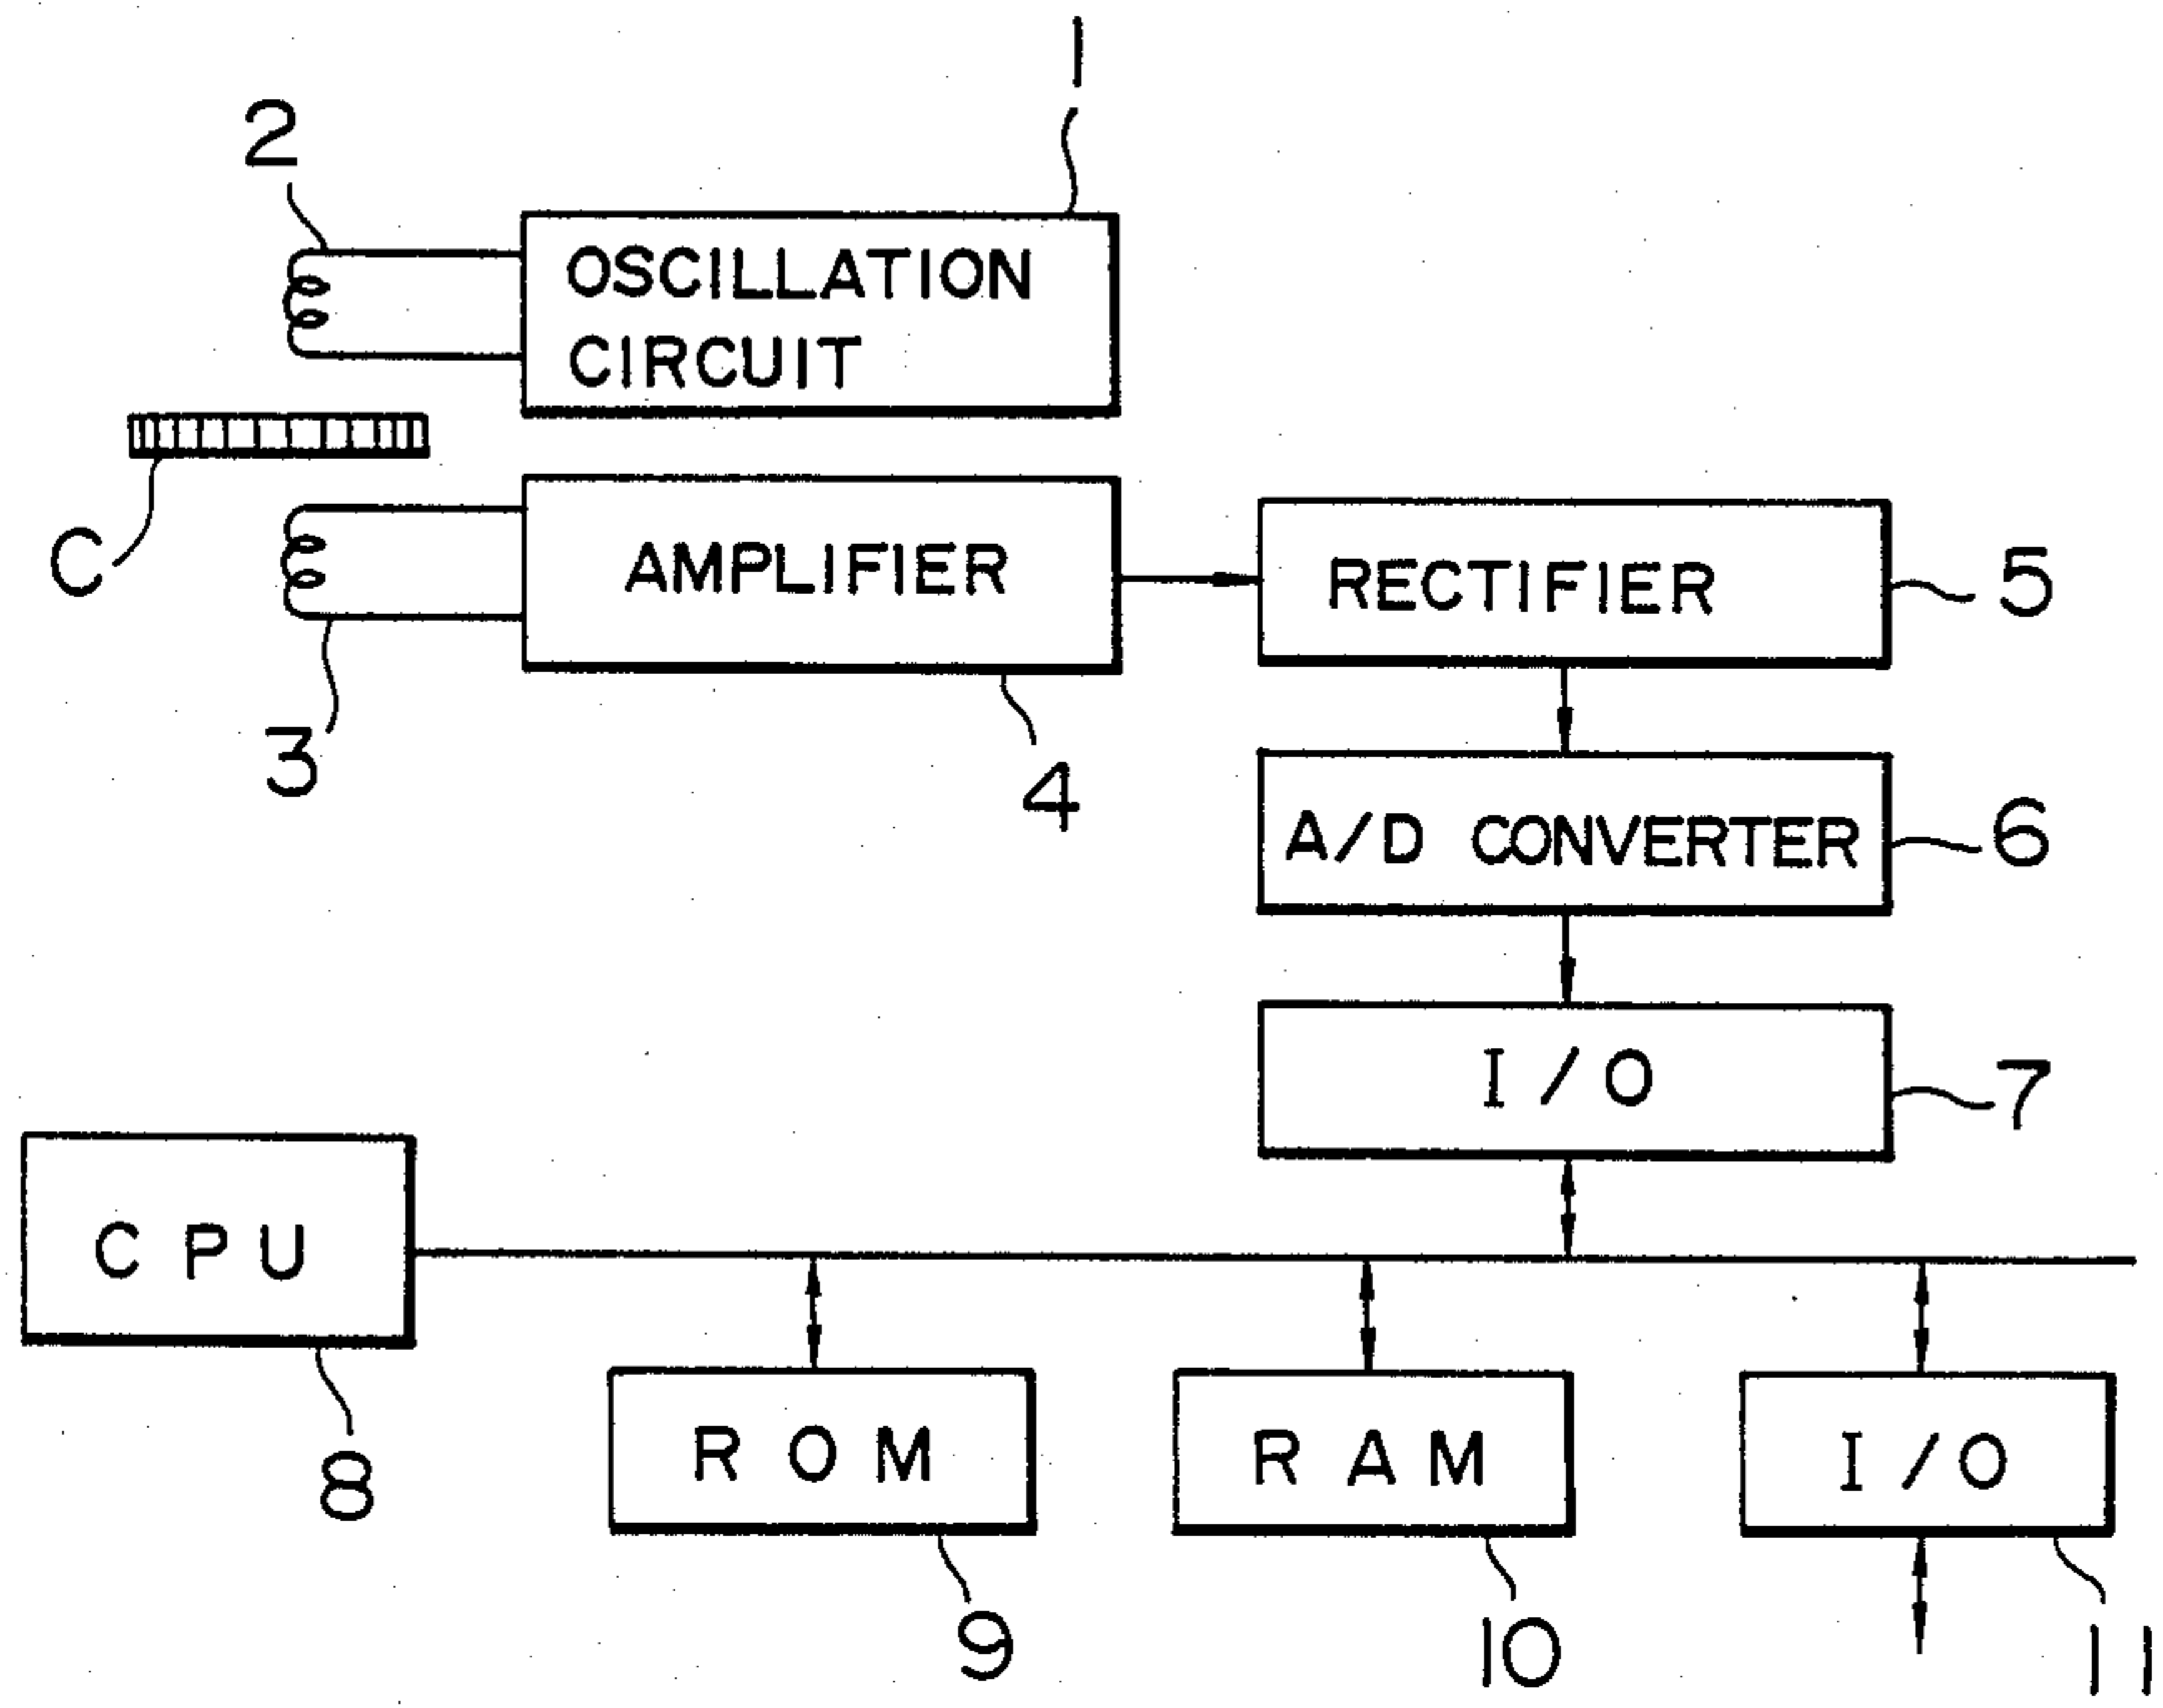 1
2
OSCILLATION
CIRCUIT
C
AMPLIFIER
RECTIFIER
5
3
4
A/D CONVERTER
6
I/O
7
CPU
8
ROM
RAM
I/O
9
10
11